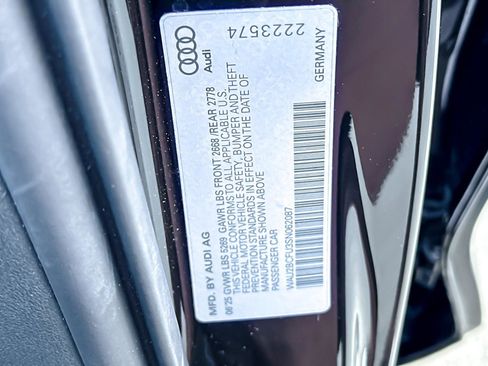 MFD. BY AUDI AG
06'25 GVWR LBS 5269 GAWR LBS FRONT 2668 /REAR 2778
THIS VEHICLE CONFORMS TO ALL APPLICABLE U.S.
FEDERAL MOTOR VEHICLE SAFETY, BUMPER AND THEFT
PREVENTION STANDARDS IN EFFECT ON THE DATE OF
MANUFACTURE SHOWN ABOVE
PASSENGER CAR
WAU2BCFU3SN062087
Audi
2223574
GERMANY